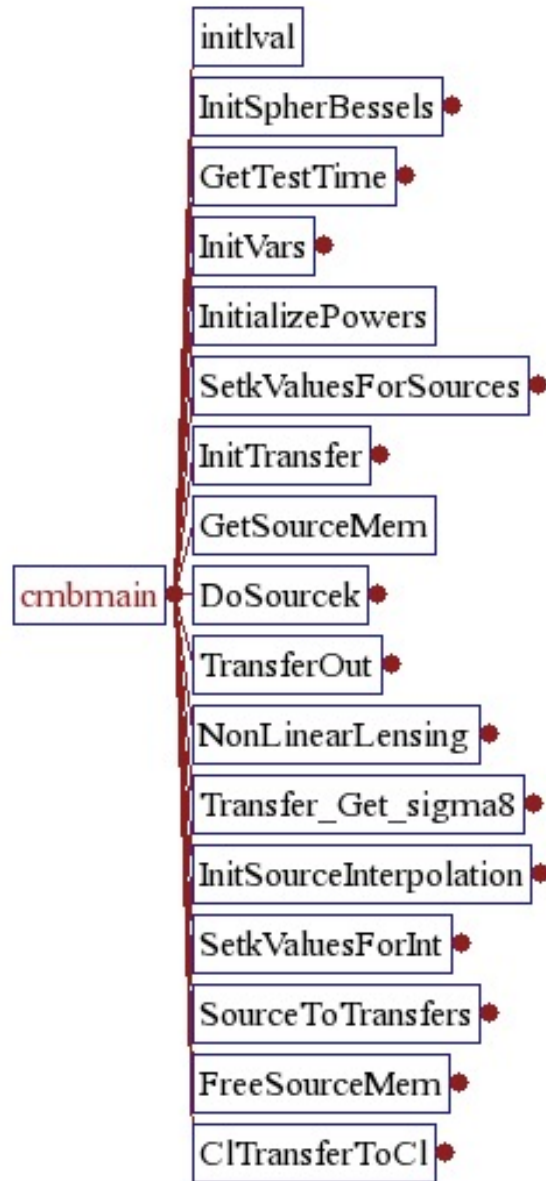 initlval
InitSpherBessels
GetTestTime
InitVars
InitializePowers
SetkValuesForSources
InitTransfer
GetSourceMem
cmbmain
DoSourcek
TransferOut
NonLinearLensing
Transfer_Get_sigma8
InitSourceInterpolation
SetkValuesForInt
SourceToTransfers
FreeSourceMem
ClTransferToCl